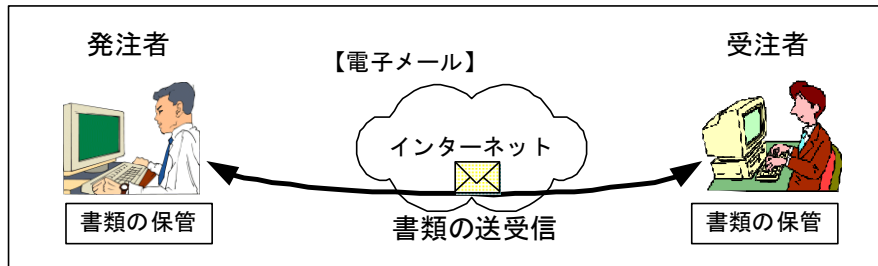 発注者
受注者
【電子メール】
インターネット
書類の送受信
書類の保管
書類の保管